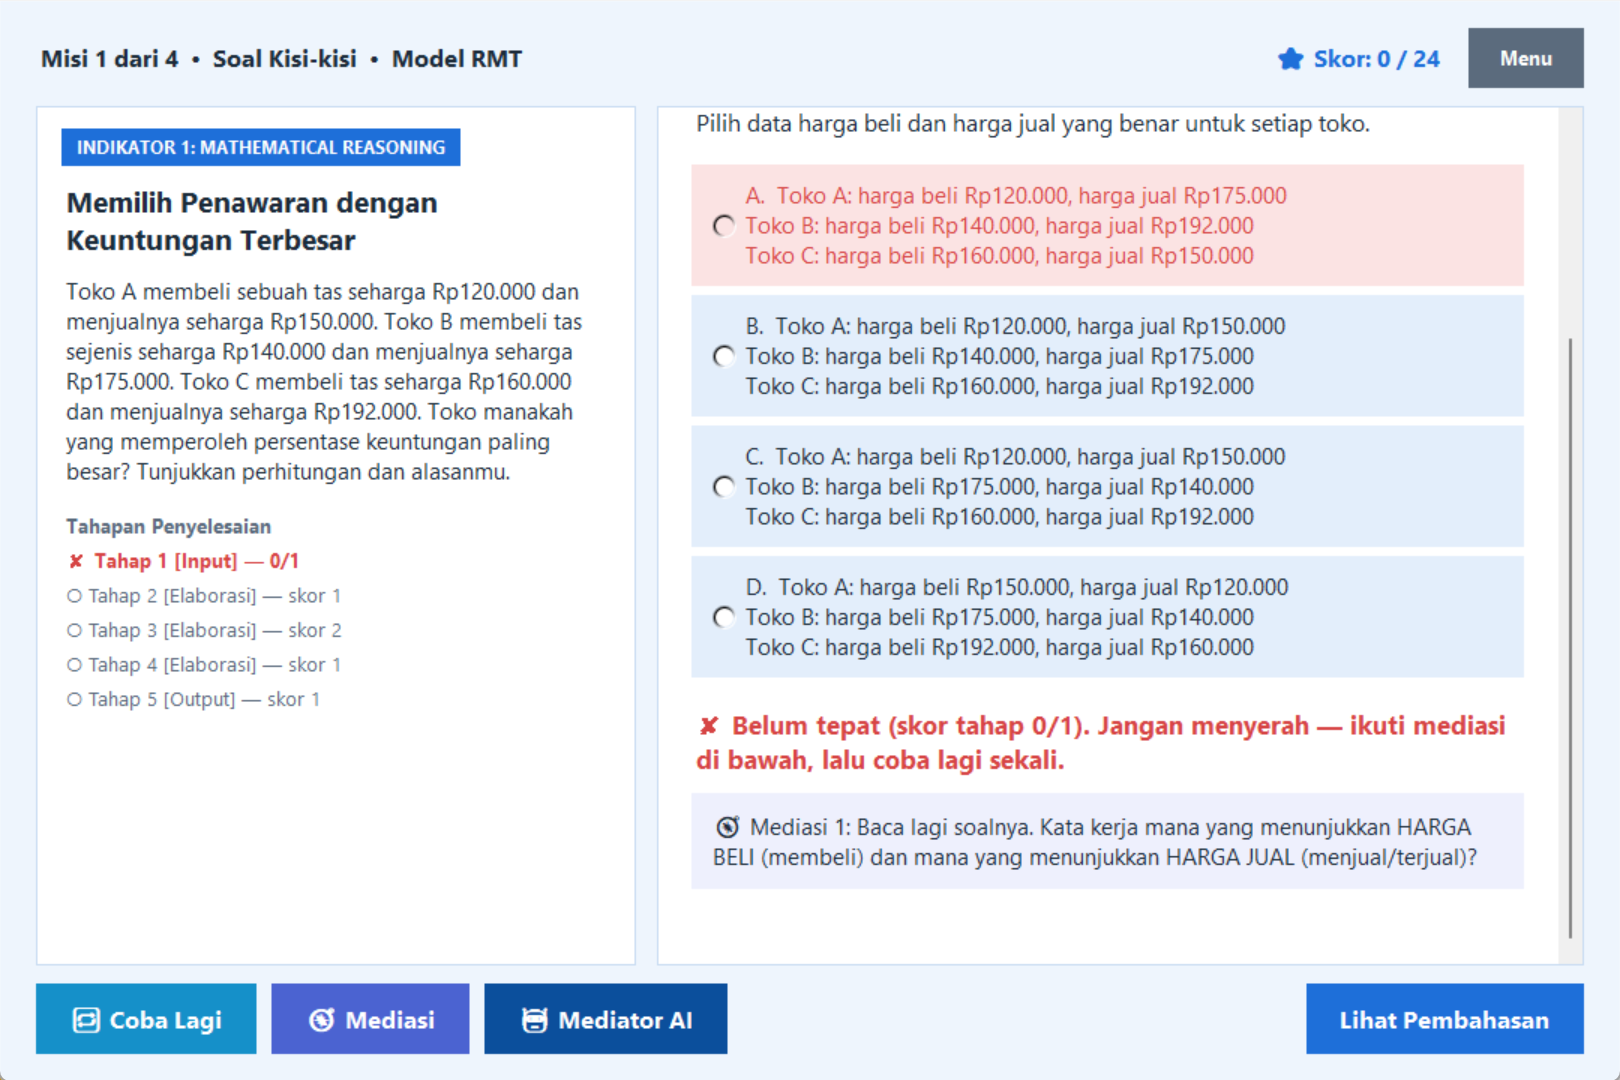 Misi 1 dari 4 • Soal Kisi-kisi • Model RMT
Skor: 0 / 24
Menu
INDIKATOR 1: MATHEMATICAL REASONING
Memilih Penawaran dengan
Keuntungan Terbesar
Toko A membeli sebuah tas seharga Rp120.000 dan
menjualnya seharga Rp150.000. Toko B membeli tas
sejenis seharga Rp140.000 dan menjualnya seharga
Rp175.000. Toko C membeli tas seharga Rp160.000
dan menjualnya seharga Rp192.000. Toko manakah
yang memperoleh persentase keuntungan paling
besar? Tunjukkan perhitungan dan alasanmu.
Tahapan Penyelesaian
✘ Tahap 1 [Input] — 0/1
○ Tahap 2 [Elaborasi] — skor 1
○ Tahap 3 [Elaborasi] — skor 2
○ Tahap 4 [Elaborasi] — skor 1
○ Tahap 5 [Output] — skor 1
Pilih data harga beli dan harga jual yang benar untuk setiap toko.
A. Toko A: harga beli Rp120.000, harga jual Rp175.000
Toko B: harga beli Rp140.000, harga jual Rp192.000
Toko C: harga beli Rp160.000, harga jual Rp150.000
B. Toko A: harga beli Rp120.000, harga jual Rp150.000
Toko B: harga beli Rp140.000, harga jual Rp175.000
Toko C: harga beli Rp160.000, harga jual Rp192.000
C. Toko A: harga beli Rp120.000, harga jual Rp150.000
Toko B: harga beli Rp175.000, harga jual Rp140.000
Toko C: harga beli Rp160.000, harga jual Rp192.000
D. Toko A: harga beli Rp150.000, harga jual Rp120.000
Toko B: harga beli Rp175.000, harga jual Rp140.000
Toko C: harga beli Rp192.000, harga jual Rp160.000
✘ Belum tepat (skor tahap 0/1). Jangan menyerah — ikuti mediasi
di bawah, lalu coba lagi sekali.
Mediasi 1: Baca lagi soalnya. Kata kerja mana yang menunjukkan HARGA
BELI (membeli) dan mana yang menunjukkan HARGA JUAL (menjual/terjual)?
Coba Lagi
Mediasi
Mediator AI
Lihat Pembahasan